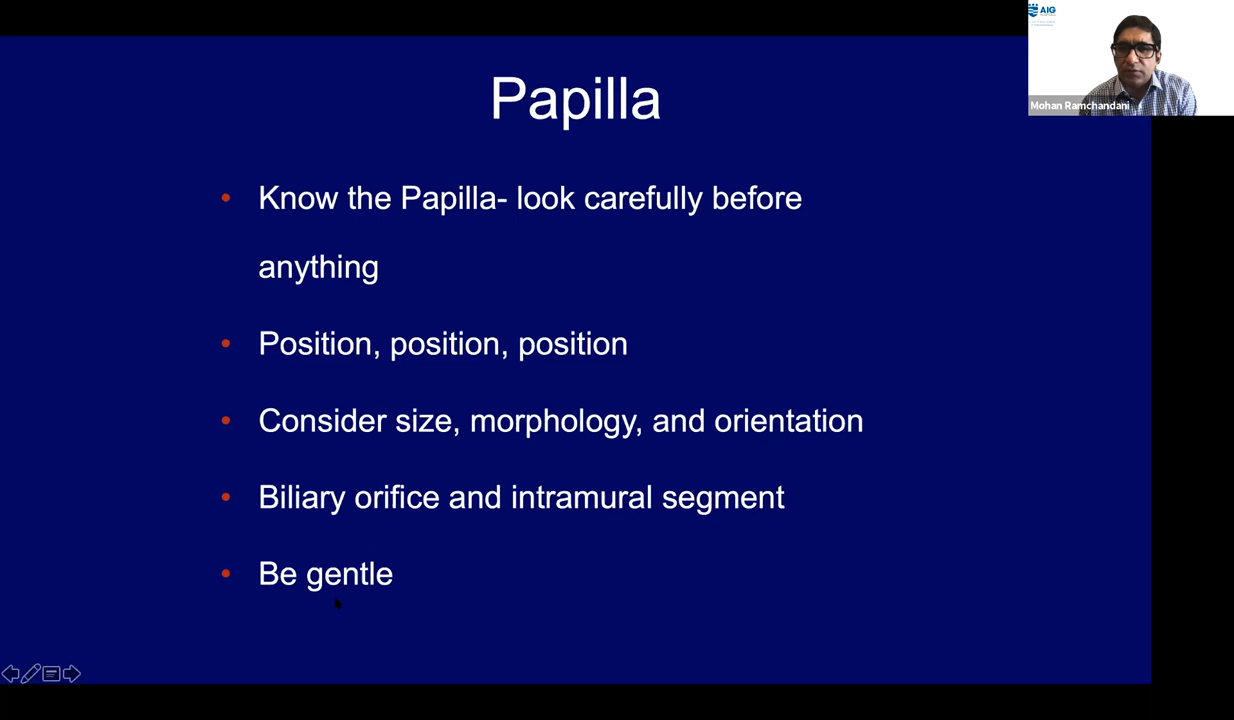 AIG
Mohan Ramchandani
Papilla
• Know the Papilla- look carefully before
anything
• Position, position, position
• Consider size, morphology, and orientation
• Biliary orifice and intramural segment
• Be gentle